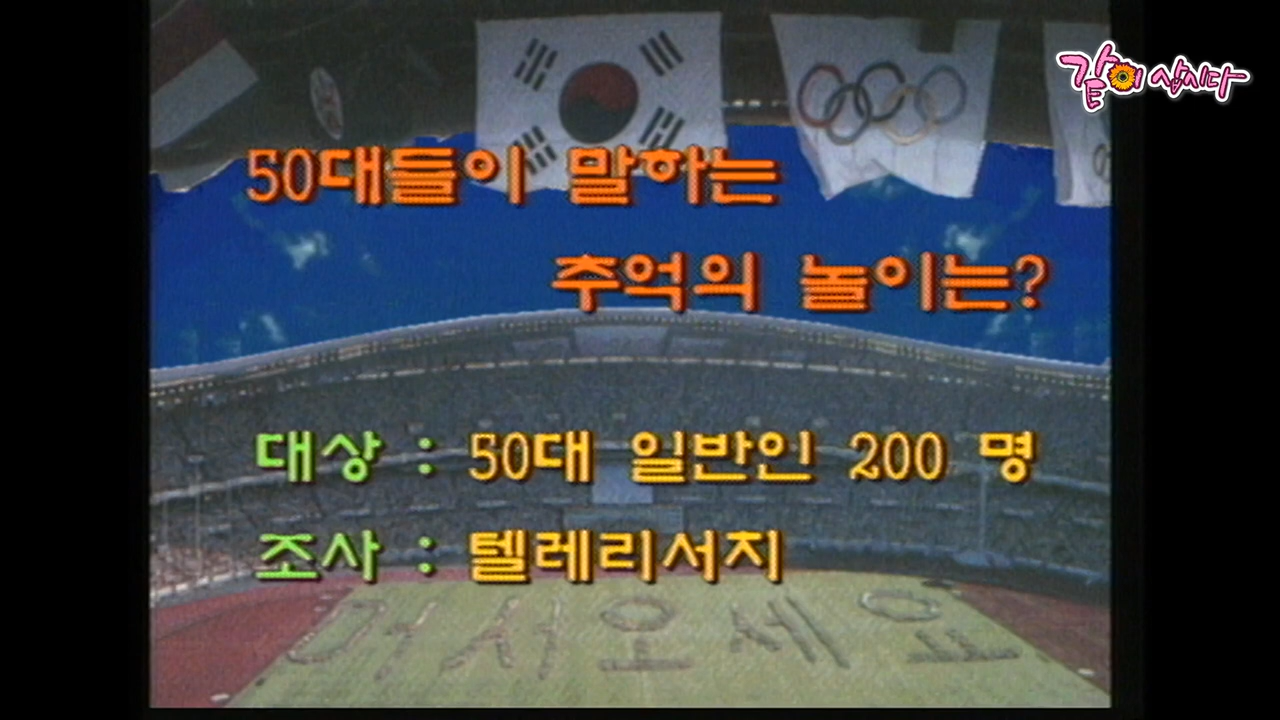 같이 삽시다
50대들이 말하는
추억의 놀이는?
대상 : 50대 일반인 200 명
조사 : 텔레리서치
어서오세요